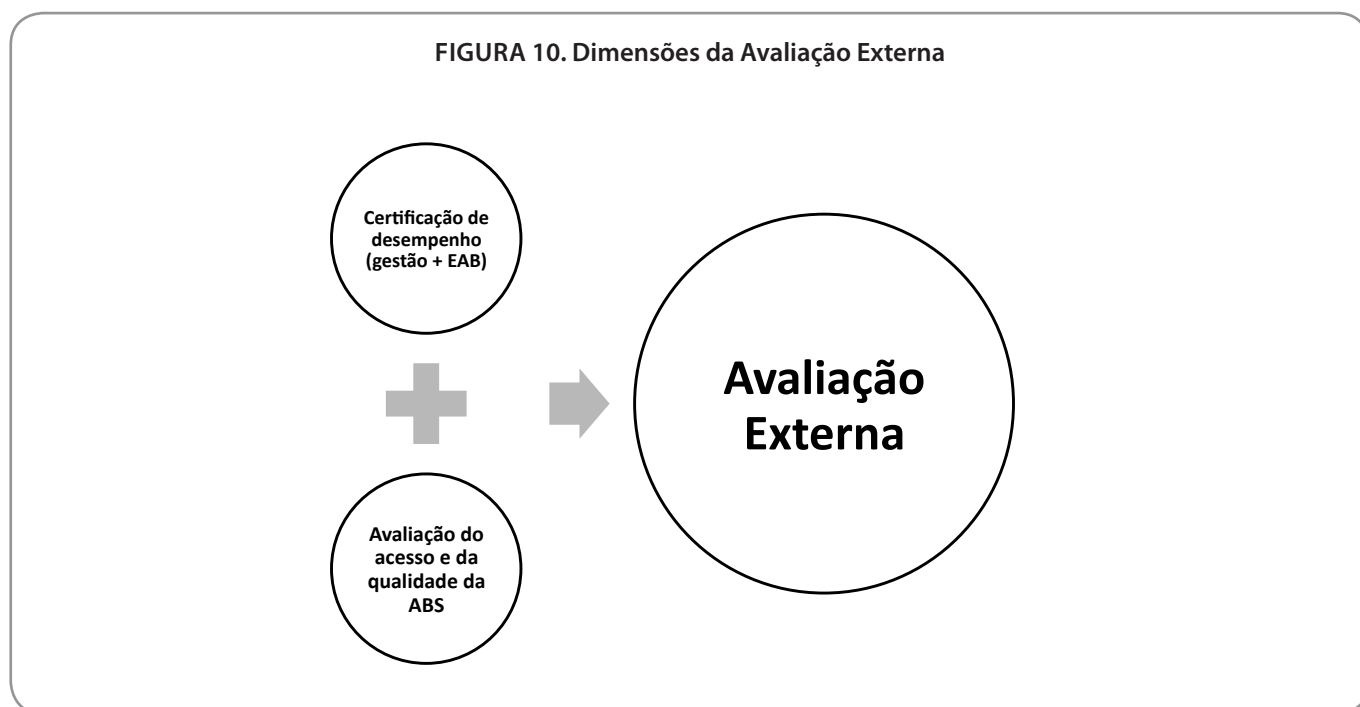 FIGURA 10. Dimensões da Avaliação Externa
Certificação de
desempenho
(gestão + EAB)
Avaliação do
acesso e da
qualidade da
ABS
Avaliação
Externa